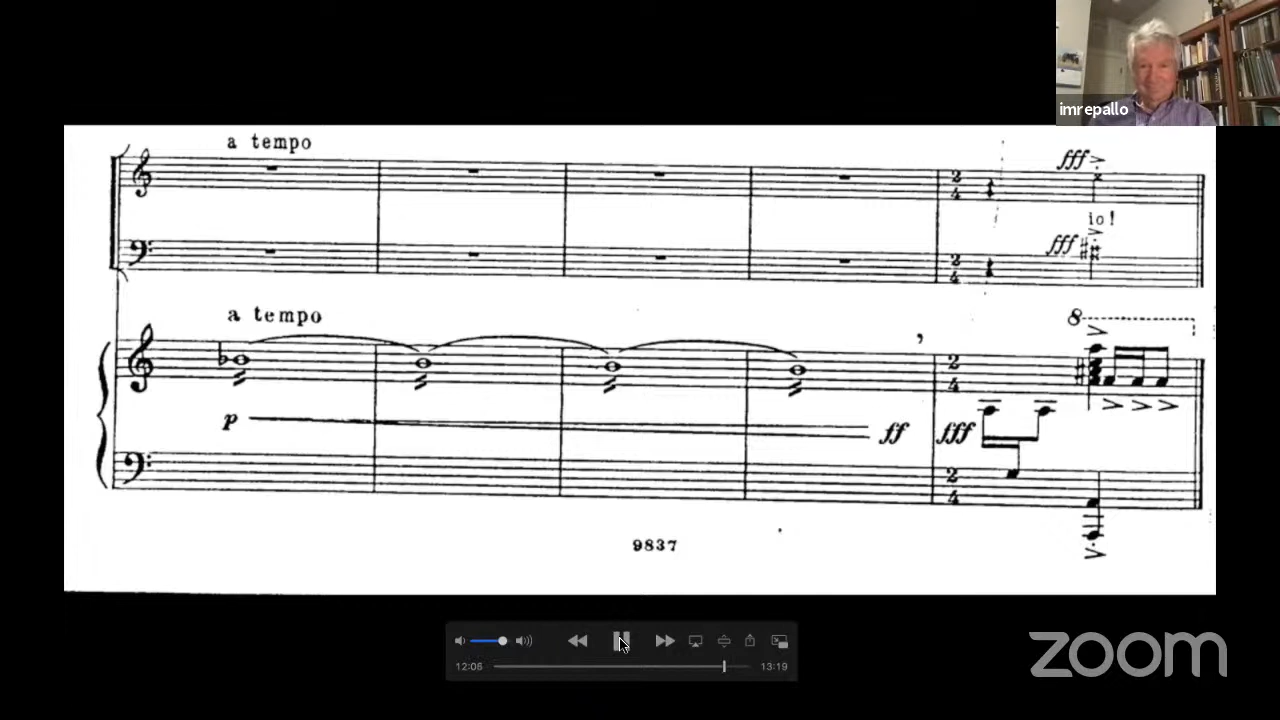 imrepallo
a tempo
fff
io!
fff
2
4
2
4
a tempo
8
2
4
p
ff
fff
2
4
9837
12:08
13:19
zoom